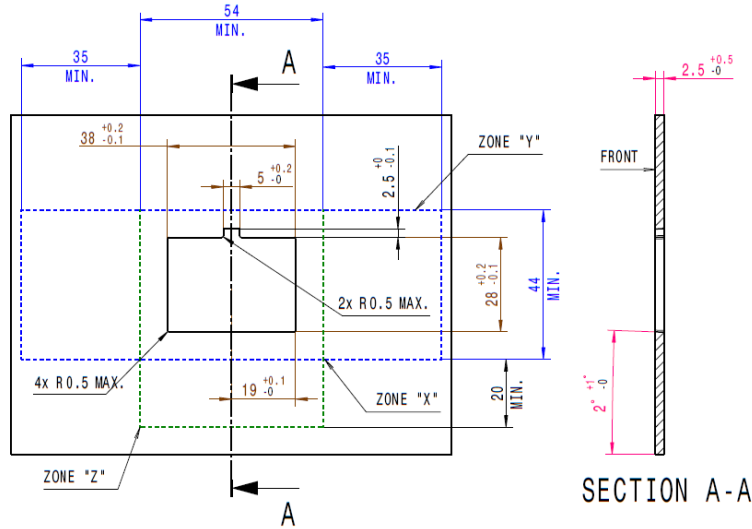 54
MIN.
35
MIN.
35
MIN.
A
2.5 +0.5 -0
38 +0.2 -0.1
ZONE "Y"
5 +0.2 -0
2.5 +0 -0.1
FRONT
28 +0.2 -0.1
44
MIN.
2x R0.5 MAX.
4x R0.5 MAX.
19 +0.1 -0
ZONE "X"
20
MIN.
2° +1° -0
ZONE "Z"
A
SECTION A-A